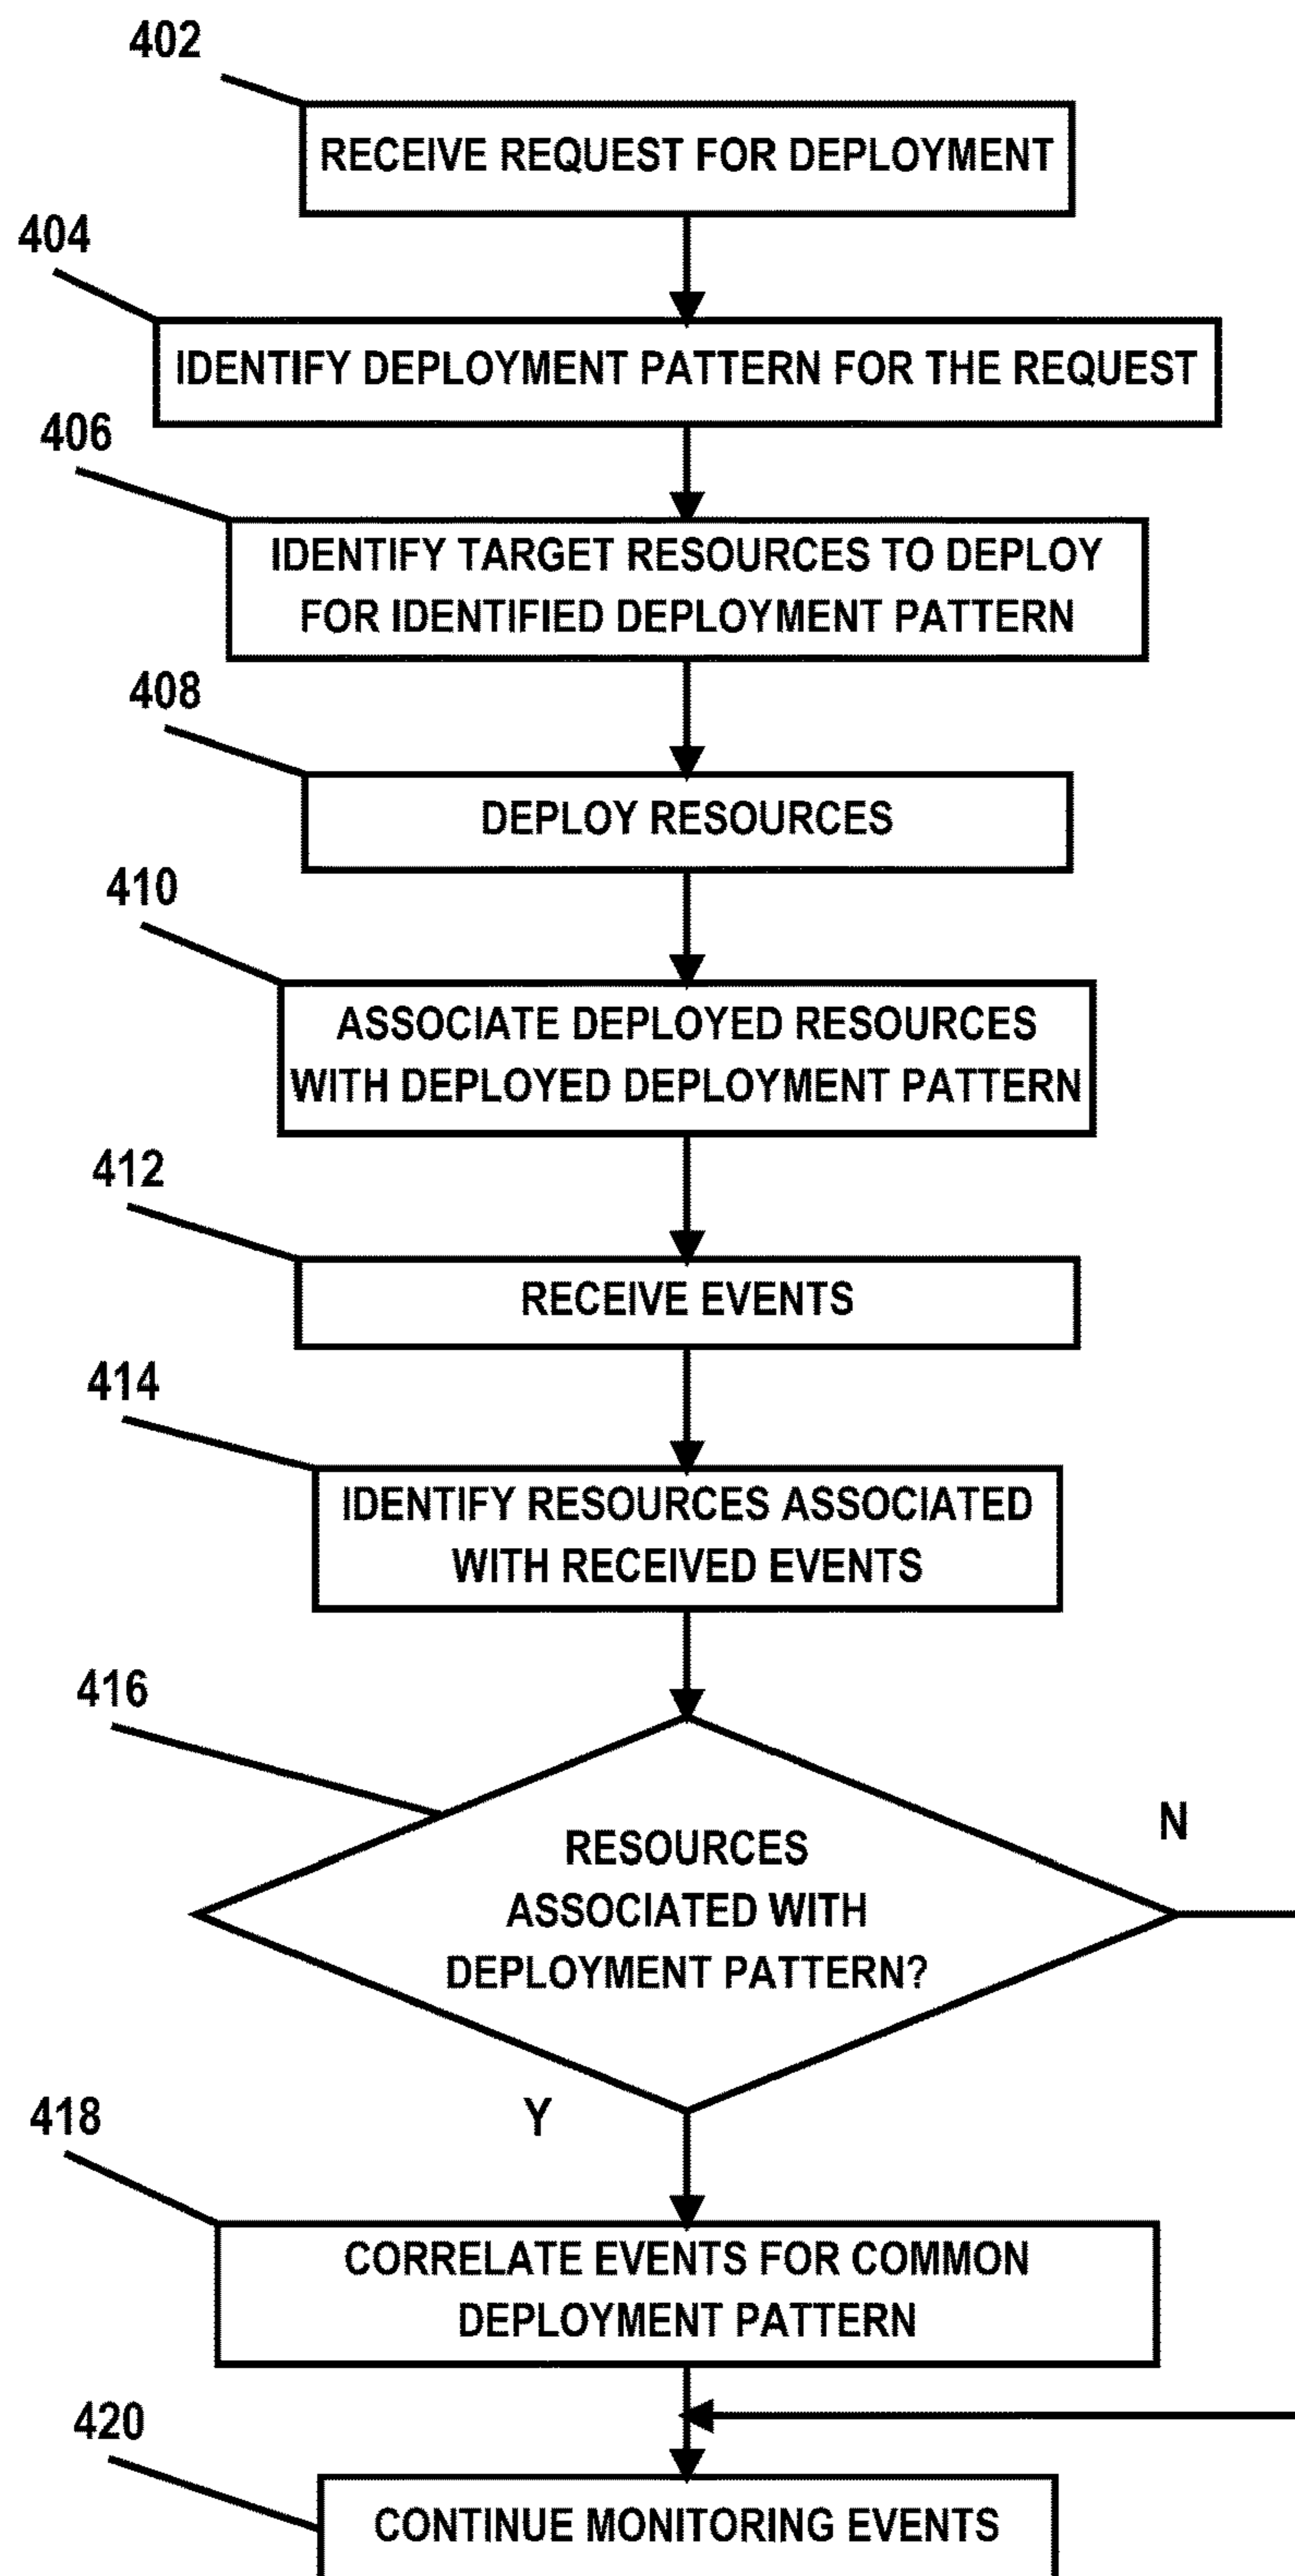 402
RECEIVE REQUEST FOR DEPLOYMENT
404
IDENTIFY DEPLOYMENT PATTERN FOR THE REQUEST
406
IDENTIFY TARGET RESOURCES TO DEPLOY
FOR IDENTIFIED DEPLOYMENT PATTERN
408
DEPLOY RESOURCES
410
ASSOCIATE DEPLOYED RESOURCES
WITH DEPLOYED DEPLOYMENT PATTERN
412
RECEIVE EVENTS
414
IDENTIFY RESOURCES ASSOCIATED
WITH RECEIVED EVENTS
416
RESOURCES
ASSOCIATED WITH
DEPLOYMENT PATTERN?
N
Y
418
CORRELATE EVENTS FOR COMMON
DEPLOYMENT PATTERN
420
CONTINUE MONITORING EVENTS